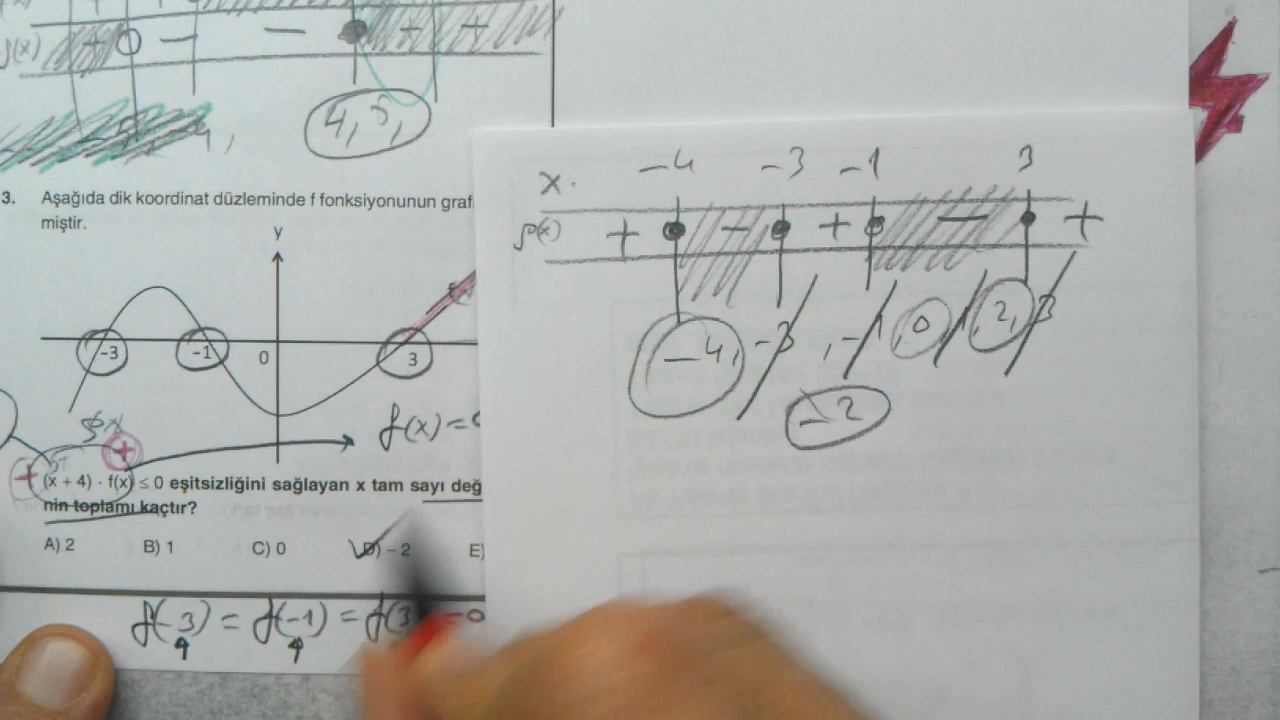 + − − + +
4, 5,
3. Aşağıda dik koordinat düzleminde f fonksiyonunun graf
miştir.
y
-3 -1 0 3
f(x) =
+ +
(x + 4) · f(x) ≤ 0 eşitsizliğini sağlayan x tam sayı değ
nin toplamı kaçtır?
A) 2 B) 1 C) 0 D) -2 E)
f(-3) = f(-1) = f(3 = 0
x. -4 -3 -1 3
+ - + - +
-4, -3, -1, 0, 1, 2, 3
-2